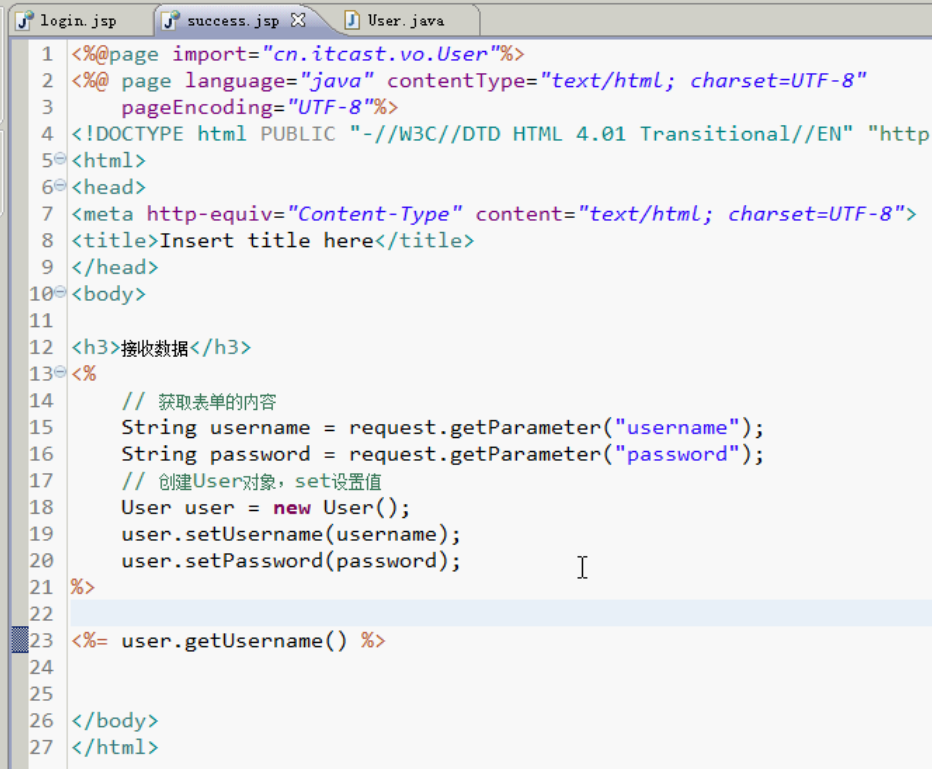 login.jsp success.jsp User.java
1 <%@page import="cn.itcast.vo.User"%>
2 <%@ page language="java" contentType="text/html; charset=UTF-8"
3 pageEncoding="UTF-8"%>
4 <!DOCTYPE html PUBLIC "-//W3C//DTD HTML 4.01 Transitional//EN" "http
5 <html>
6 <head>
7 <meta http-equiv="Content-Type" content="text/html; charset=UTF-8">
8 <title>Insert title here</title>
9 </head>
10 <body>
11
12 <h3>接收数据</h3>
13 <%
14 // 获取表单的内容
15 String username = request.getParameter("username");
16 String password = request.getParameter("password");
17 // 创建User对象，set设置值
18 User user = new User();
19 user.setUsername(username);
20 user.setPassword(password);
21 %>
22
23 <%= user.getUsername() %>
24
25
26 </body>
27 </html>